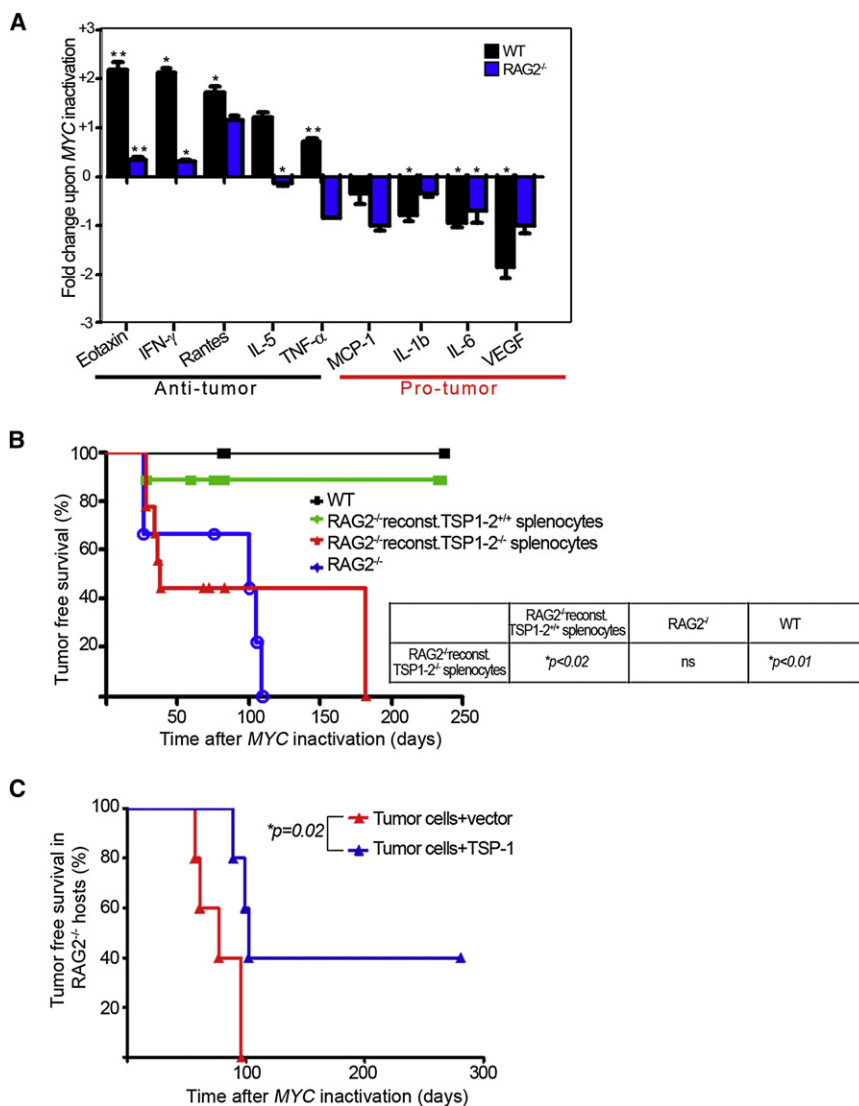 A
Fold change upon MYC inactivation
+3
+2
+1
0
-1
-2
-3
** * * ** * * * *
** * *
WT
RAG2-/-
Eotaxin IFN-γ Rantes IL-5 TNF-α MCP-1 IL-1b IL-6 VEGF
Anti-tumor Pro-tumor
B
Tumor free survival (%)
100
80
60
40
20
WT
RAG2-/-reconst.TSP1-2+/+ splenocytes
RAG2-/-reconst.TSP1-2-/- splenocytes
RAG2-/-
50 100 150 200 250
Time after MYC inactivation (days)
RAG2-/-reconst.
TSP1-2+/+ splenocytes
RAG2-/-
WT
RAG2-/-reconst.
TSP1-2-/- splenocytes
*p<0.02
ns
*p<0.01
C
Tumor free survival in
RAG2-/- hosts (%)
100
80
60
40
20
*p=0.02
Tumor cells+vector
Tumor cells+TSP-1
100 200 300
Time after MYC inactivation (days)